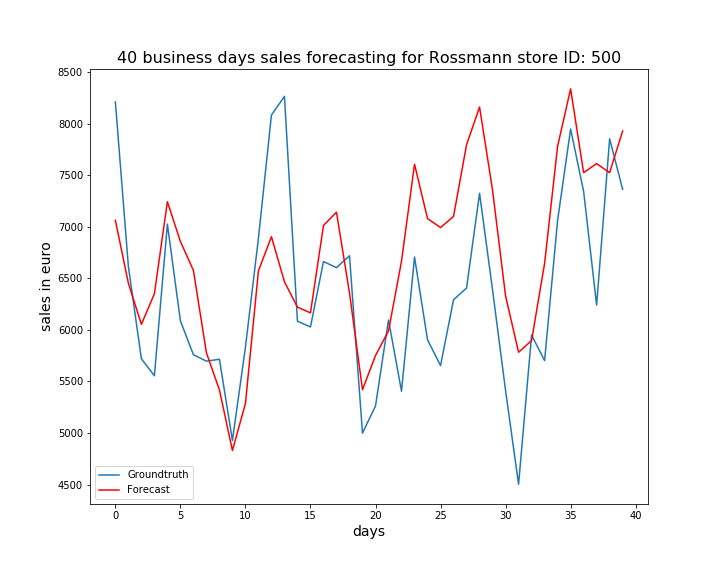 40 business days sales forecasting for Rossmann store ID: 500
8500
8000
7500
7000
6500
6000
5500
5000
4500
sales in euro
Groundtruth
Forecast
0 5 10 15 20 25 30 35 40
days